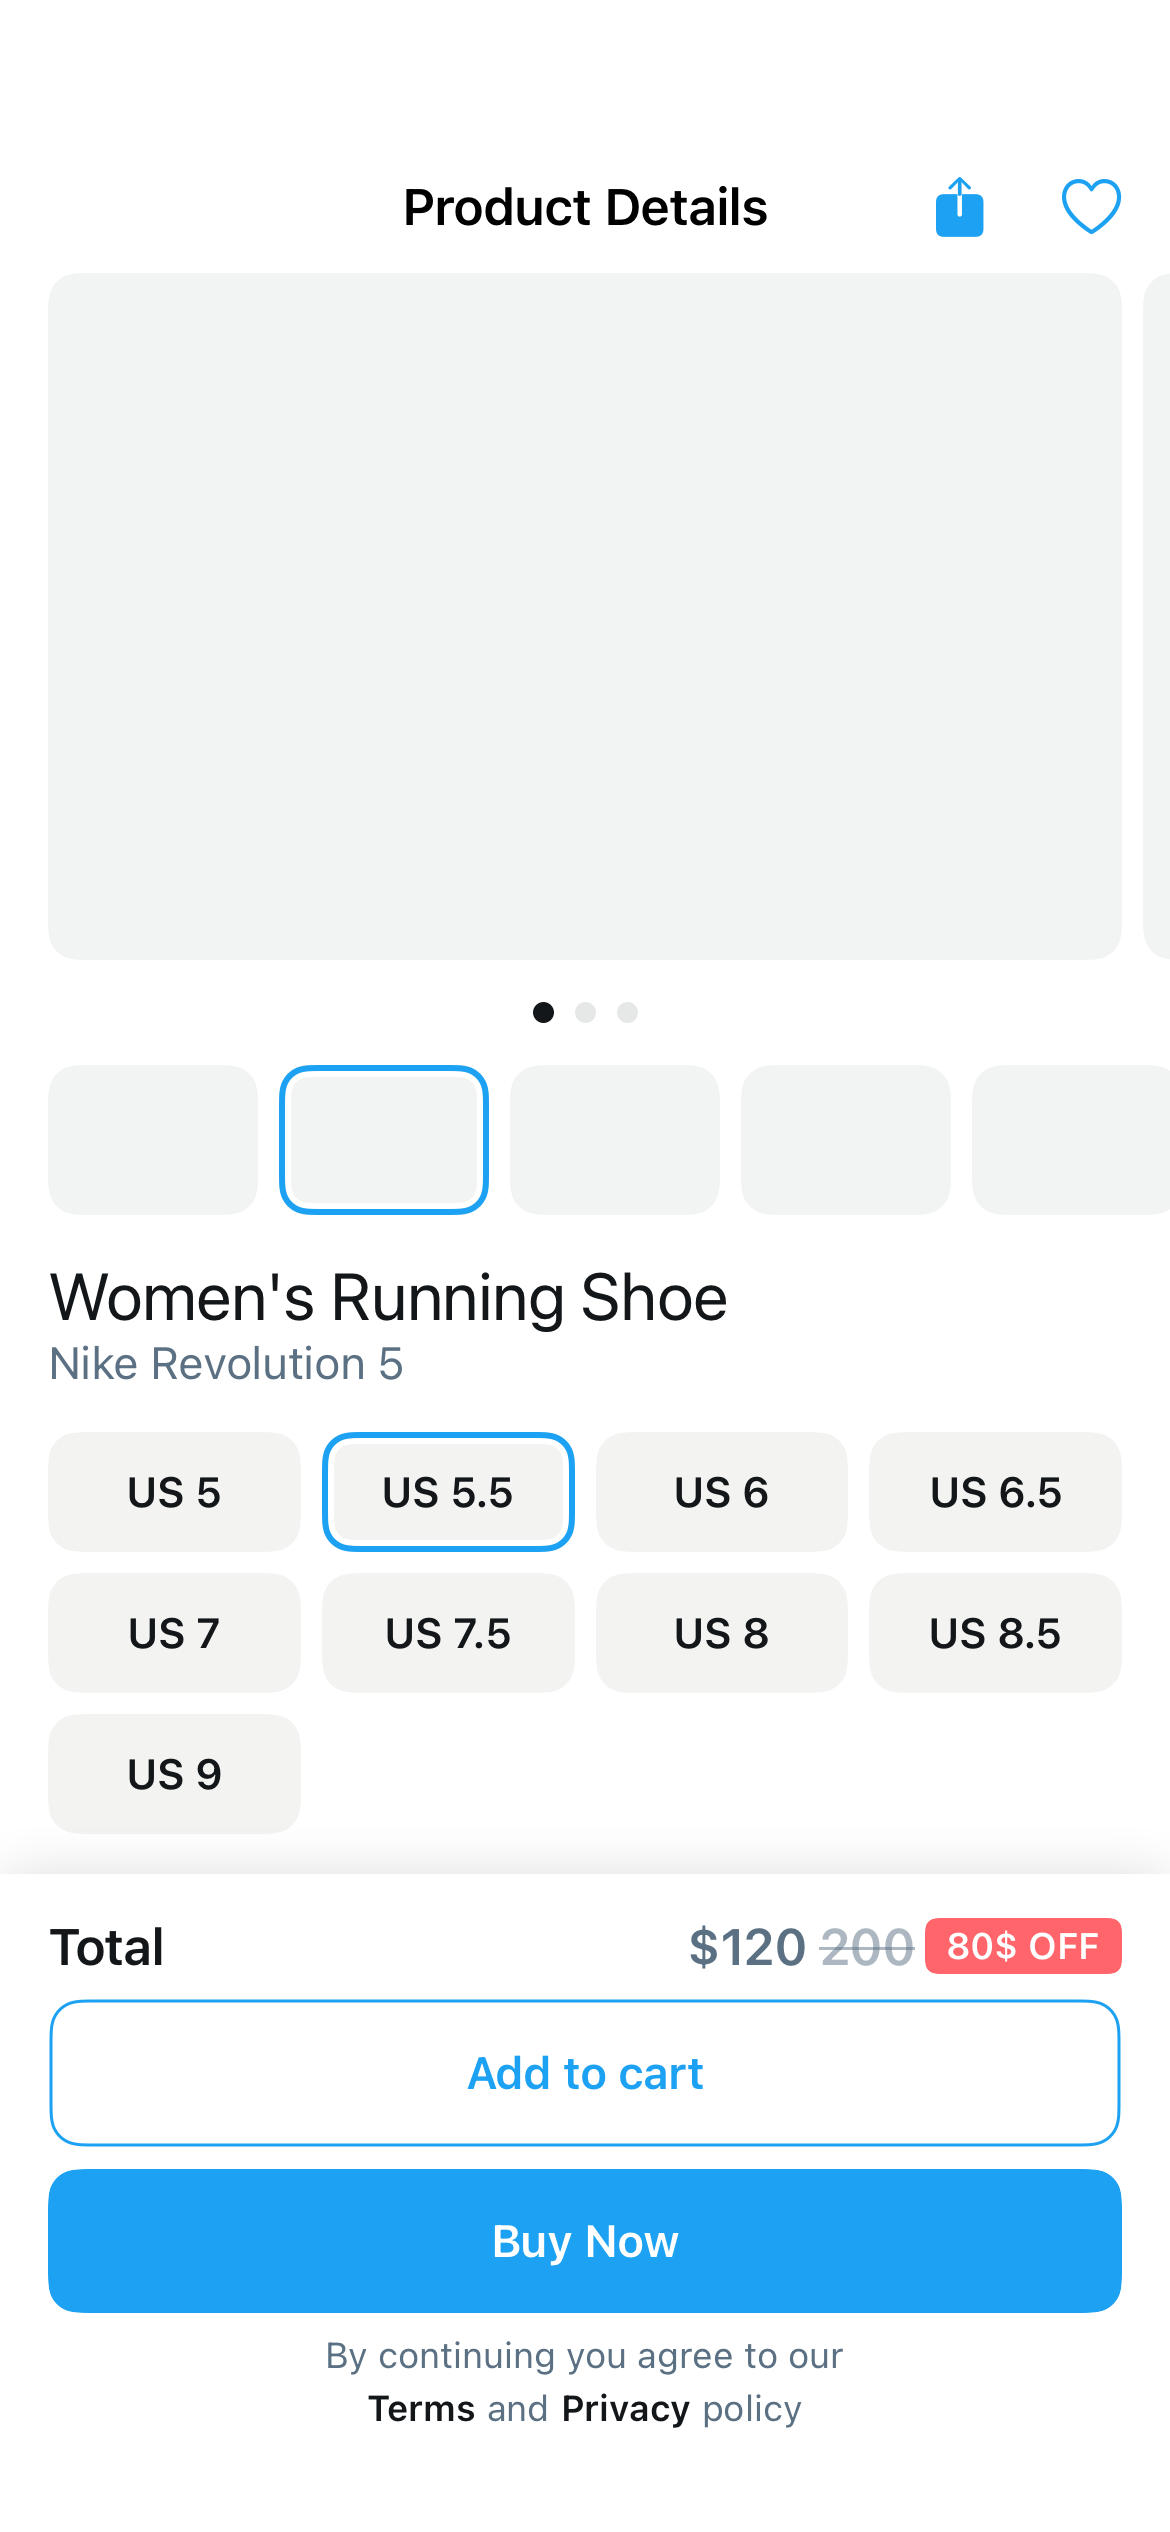 Product Details
Women's Running Shoe
Nike Revolution 5
US 5 US 5.5 US 6 US 6.5
US 7 US 7.5 US 8 US 8.5
US 9
Total $120 200 80$ OFF
Add to cart
Buy Now
By continuing you agree to our
Terms and Privacy policy